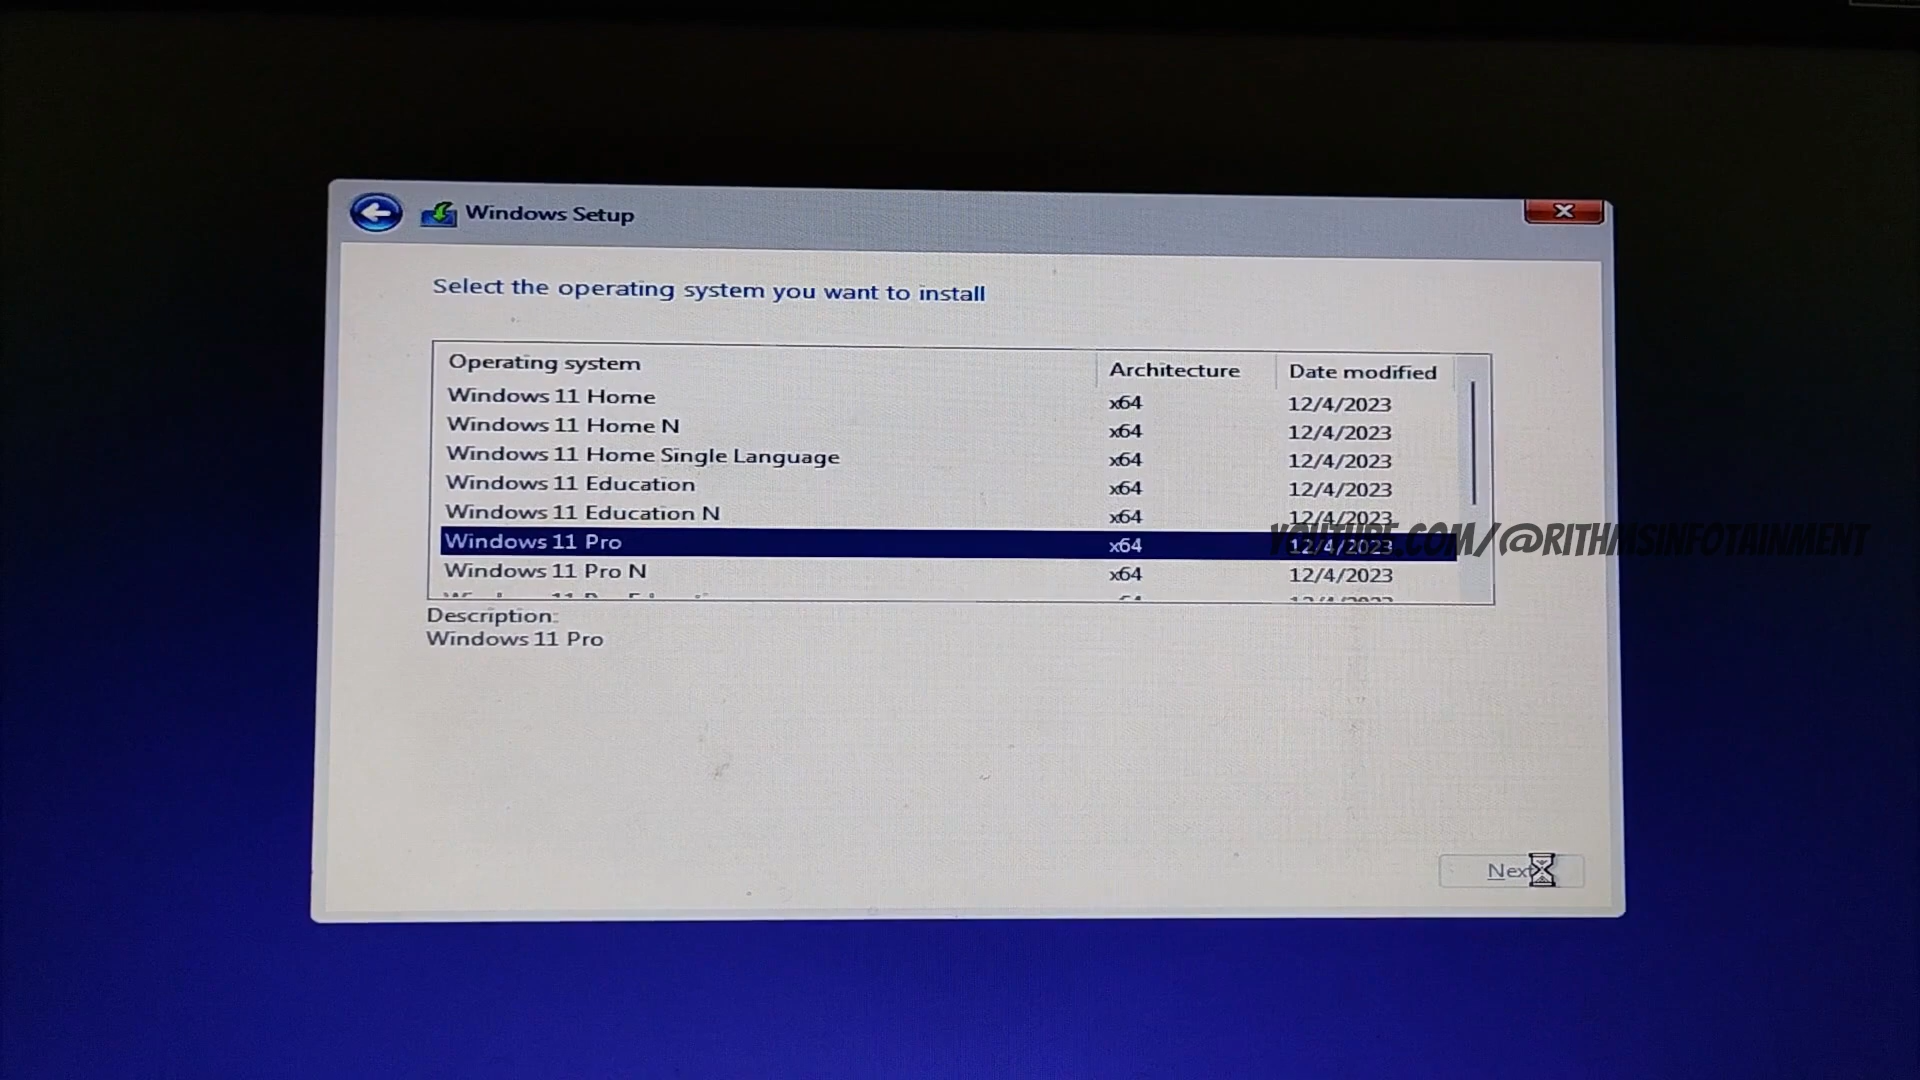 Windows Setup
Select the operating system you want to install
Operating system Architecture Date modified
Windows 11 Home x64 12/4/2023
Windows 11 Home N x64 12/4/2023
Windows 11 Home Single Language x64 12/4/2023
Windows 11 Education x64 12/4/2023
Windows 11 Education N x64 12/4/2023
Windows 11 Pro x64 12/4/2023
YOUTUBE.COM/@RITHMSINFOTAINMENT
Windows 11 Pro N x64 12/4/2023
Description:
Windows 11 Pro
Next